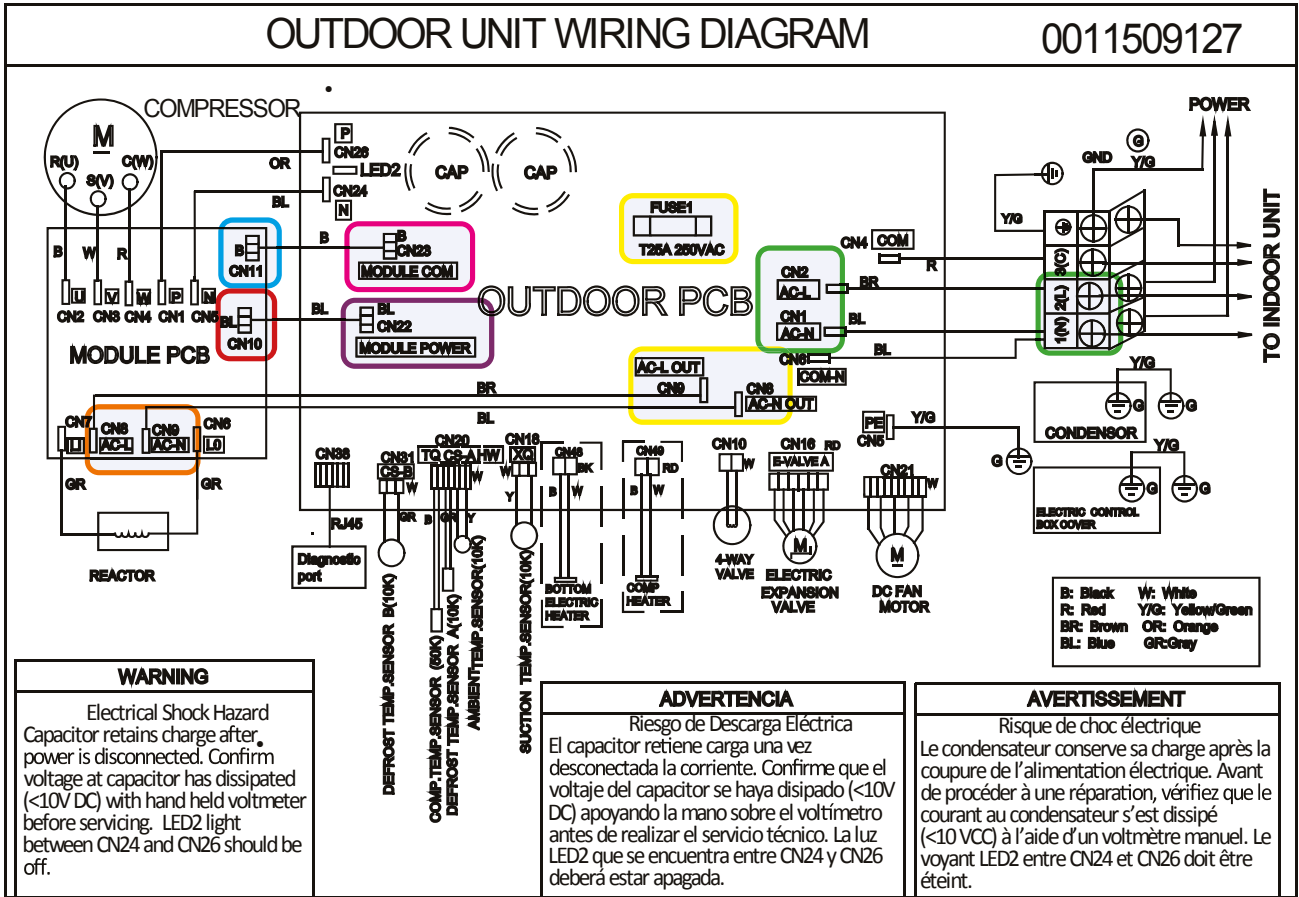 OUTDOOR UNIT WIRING DIAGRAM
0011509127
COMPRESSOR
M
R(U)
C(W)
S(V)
P
CN26
LED2
CN24
N
OR
BL
CAP
CAP
FUSE1
T25A 250VAC
POWER
G
GND
Y/G
Y/G
B
W
R
B
CN11
B
B
CN23
MODULE COM
CN4
COM
R
3(C)
CN2
AC-L
BR
2(L)
OUTDOOR PCB
CN1
AC-N
BL
1(N)
TO INDOOR UNIT
U
V
W
P
N
CN2
CN3
CN4
CN1
CN5
BL
CN10
BL
BL
CN22
MODULE POWER
CN6
BL
COM-N
MODULE PCB
AC-L OUT
CN9
CN8
AC-N OUT
BR
BL
Y/G
G
G
CONDENSOR
Y/G
G
G
ELECTRIC CONTROL
BOX COVER
CN7
LI
CN8
AC-L
CN9
AC-N
CN6
L0
GR
GR
REACTOR
CN38
RJ45
Diagnostic
port
CN31
CS-B
W
GR
DEFROST TEMP.SENSOR B(10K)
CN20
TQ CS-A HW
W
B
GR
Y
COMP.TEMP.SENSOR (50K)
DEFROST TEMP.SENSOR A(10K)
AMBIENT TEMP.SENSOR(10K)
CN18
XQ
W
Y
SUCTION TEMP.SENSOR(10K)
CN48
BK
B
W
BOTTOM
ELECTRIC
HEATER
CN49
RD
B
W
COMP
HEATER
CN10
W
4-WAY
VALVE
CN16
RD
E-VALVE A
M
ELECTRIC
EXPANSION
VALVE
PE
CN5
Y/G
G
CN21
W
M
DC FAN
MOTOR
B: Black W: White
R: Red Y/G: Yellow/Green
BR: Brown OR: Orange
BL: Blue GR:Gray
WARNING
Electrical Shock Hazard
Capacitor retains charge after
power is disconnected. Confirm
voltage at capacitor has dissipated
(<10V DC) with hand held voltmeter
before servicing. LED2 light
between CN24 and CN26 should be
off.
ADVERTENCIA
Riesgo de Descarga Eléctrica
El capacitor retiene carga una vez
desconectada la corriente. Confirme que el
voltaje del capacitor se haya disipado (<10V
DC) apoyando la mano sobre el voltímetro
antes de realizar el servicio técnico. La luz
LED2 que se encuentra entre CN24 y CN26
deberá estar apagada.
AVERTISSEMENT
Risque de choc électrique
Le condensateur conserve sa charge après la
coupure de l’alimentation électrique. Avant
de procéder à une réparation, vérifiez que le
courant au condensateur s’est dissipé
(<10 VCC) à l’aide d’un voltmètre manuel. Le
voyant LED2 entre CN24 et CN26 doit être
éteint.